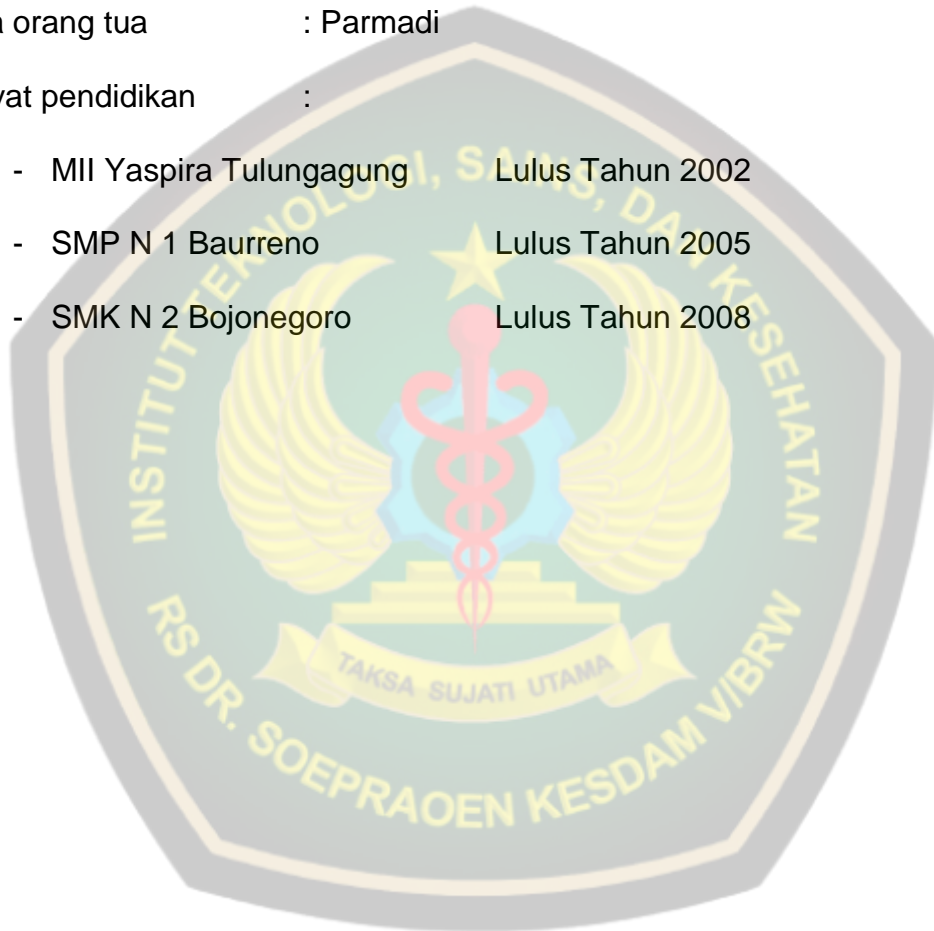 a orang tua : Parmadi
yat pendidikan :
- MII Yaspira Tulungagung Lulus Tahun 2002
- SMP N 1 Baurreno Lulus Tahun 2005
- SMK N 2 Bojonegoro Lulus Tahun 2008
INSTITUT TEKNOLOGI, SAINS, DAN KESEHATAN
TAKSA SUJATI UTAMA
RS DR. SOEPRAOEN KESDAM V/BRW